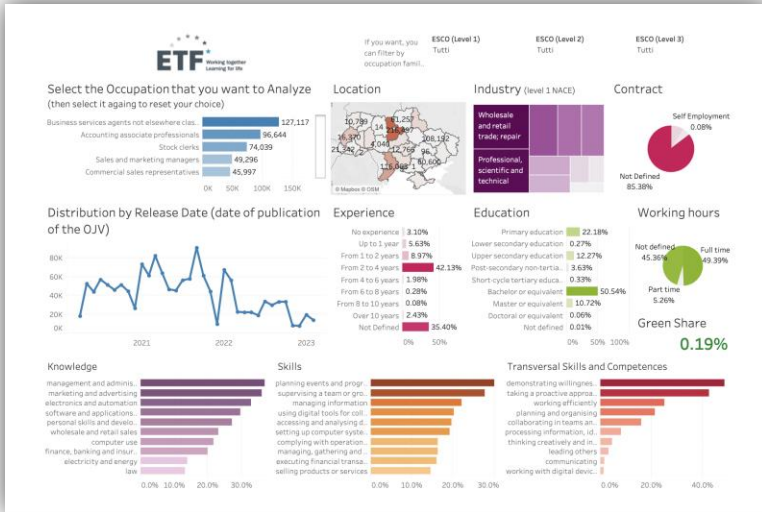 ETF
Working together
Learning for life
If you want, you
can filter by
occupation famil..
ESCO (Level 1)
Tutti
ESCO (Level 2)
Tutti
ESCO (Level 3)
Tutti
Select the Occupation that you want to Analyze
(then select it againg to reset your choice)
Business services agents not elsewhere clas..
127,117
Accounting associate professionals
96,644
Stock clerks
74,039
Sales and marketing managers
49,296
Commercial sales representatives
45,997
0K 50K 100K 150K
Location
10,789
14
16,370
4,046
12,765
108,192
96
60,600
© Mapbox © OSM
Industry (level 1 NACE)
Wholesale
and retail
trade; repair
Professional,
scientific and
technical
Contract
Self Employment
0.08%
Not Defined
85.38%
Distribution by Release Date (date of publication
of the OJV)
80K
60K
40K
20K
0K
2021 2022 2023
Experience
No experience 3.10%
Up to 1 year 5.63%
From 1 to 2 years 8.97%
From 2 to 4 years 42.13%
From 4 to 6 years 1.98%
From 6 to 8 years 0.28%
From 8 to 10 years 0.08%
Over 10 years 2.43%
Not Defined 35.40%
0% 50%
Education
Primary education 22.18%
Lower secondary education 0.27%
Upper secondary education 12.27%
Post-secondary non-tertia.. 3.63%
Short-cycle tertiary educa.. 0.33%
Bachelor or equivalent 50.54%
Master or equivalent 10.72%
Doctoral or equivalent 0.06%
Not defined 0.01%
0% 50% 100%
Working hours
Not defined
45.36%
Full time
49.39%
Part time
5.26%
Green Share
0.19%
Knowledge
management and adminis..
marketing and advertising
electronics and automation
software and applications..
personal skills and develo..
wholesale and retail sales
computer use
finance, banking and insur..
electricity and energy
law
0.0% 10.0% 20.0% 30.0%
Skills
planning events and progr..
supervising a team or gro..
managing information
using digital tools for coll..
accessing and analysing d..
setting up computer syste..
complying with operation..
managing, gathering and ..
executing financial transa..
selling products or services
0.0% 10.0% 20.0% 30.0%
Transversal Skills and Competences
demonstrating willingnes..
taking a proactive approa..
working efficiently
planning and organising
collaborating in teams an..
processing information, id..
thinking creatively and in..
leading others
communicating
working with digital devic..
0.0% 20.0% 40.0%